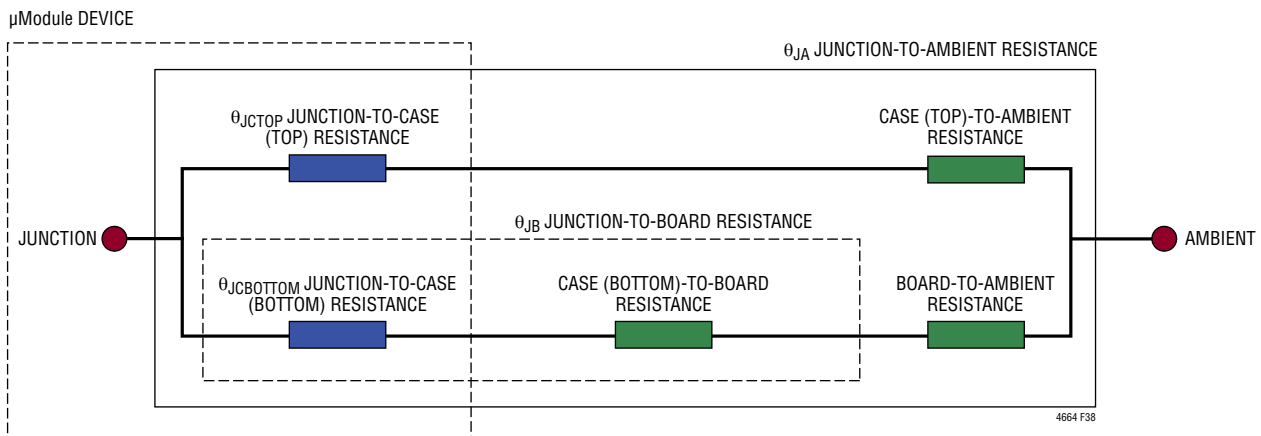 µModule DEVICE
θJA JUNCTION-TO-AMBIENT RESISTANCE
θJCTOP JUNCTION-TO-CASE
(TOP) RESISTANCE
CASE (TOP)-TO-AMBIENT
RESISTANCE
θJB JUNCTION-TO-BOARD RESISTANCE
JUNCTION
AMBIENT
θJCBOTTOM JUNCTION-TO-CASE
(BOTTOM) RESISTANCE
CASE (BOTTOM)-TO-BOARD
RESISTANCE
BOARD-TO-AMBIENT
RESISTANCE
4664 F38